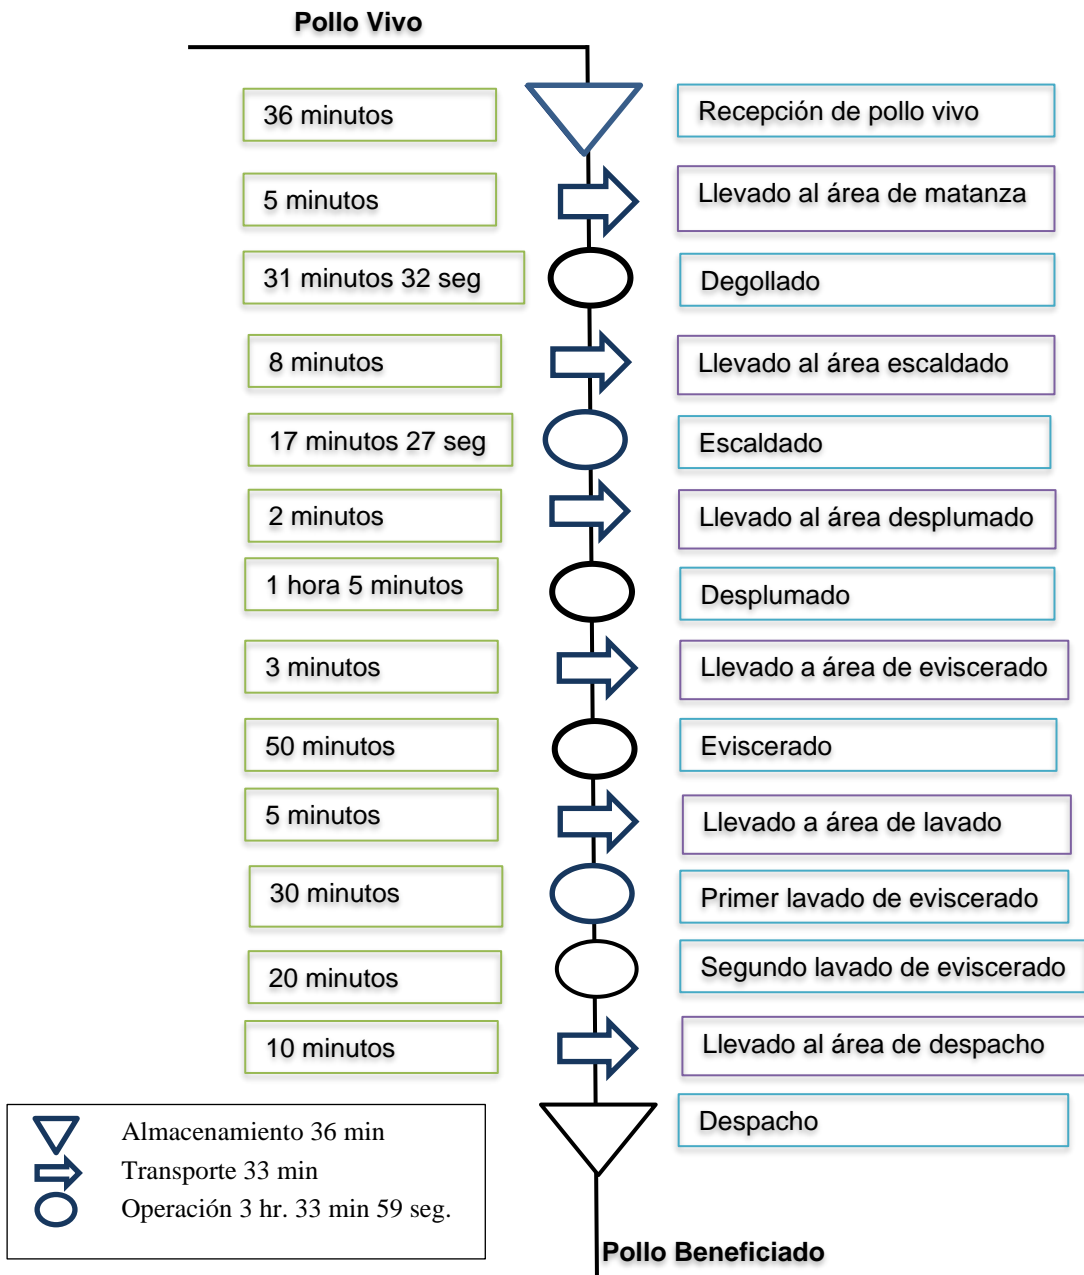 Pollo Vivo
36 minutos
Recepción de pollo vivo
5 minutos
Llevado al área de matanza
31 minutos 32 seg
Degollado
8 minutos
Llevado al área escaldado
17 minutos 27 seg
Escaldado
2 minutos
Llevado al área desplumado
1 hora 5 minutos
Desplumado
3 minutos
Llevado a área de eviscerado
50 minutos
Eviscerado
5 minutos
Llevado a área de lavado
30 minutos
Primer lavado de eviscerado
20 minutos
Segundo lavado de eviscerado
10 minutos
Llevado al área de despacho
Despacho
Almacenamiento 36 min
Transporte 33 min
Operación 3 hr. 33 min 59 seg.
Pollo Beneficiado